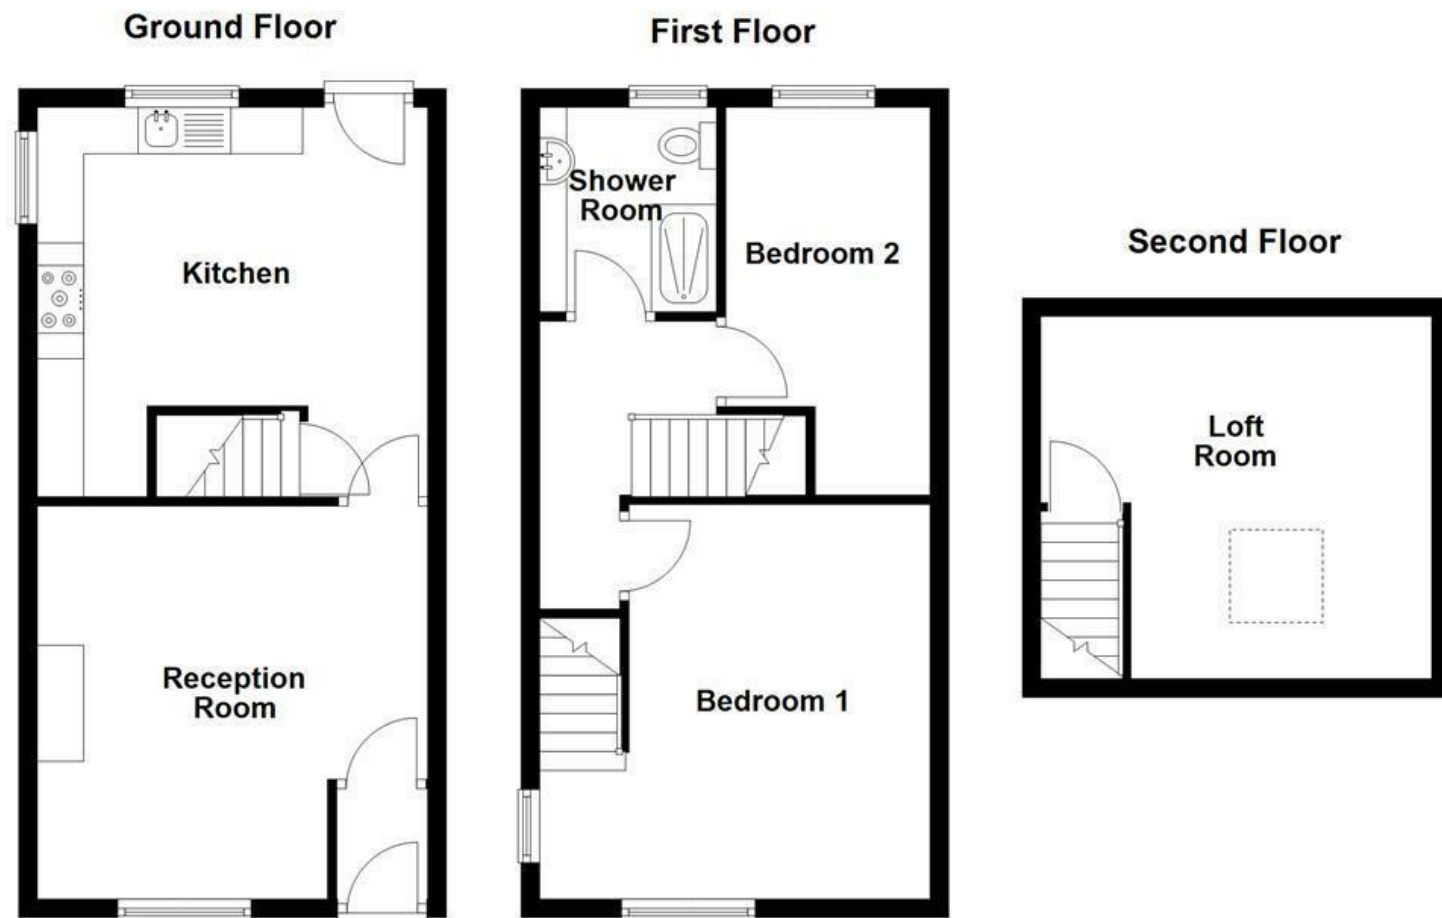 Ground Floor
Kitchen
Reception
Room
First Floor
Shower
Room
Bedroom 2
Bedroom 1
Second Floor
Loft
Room